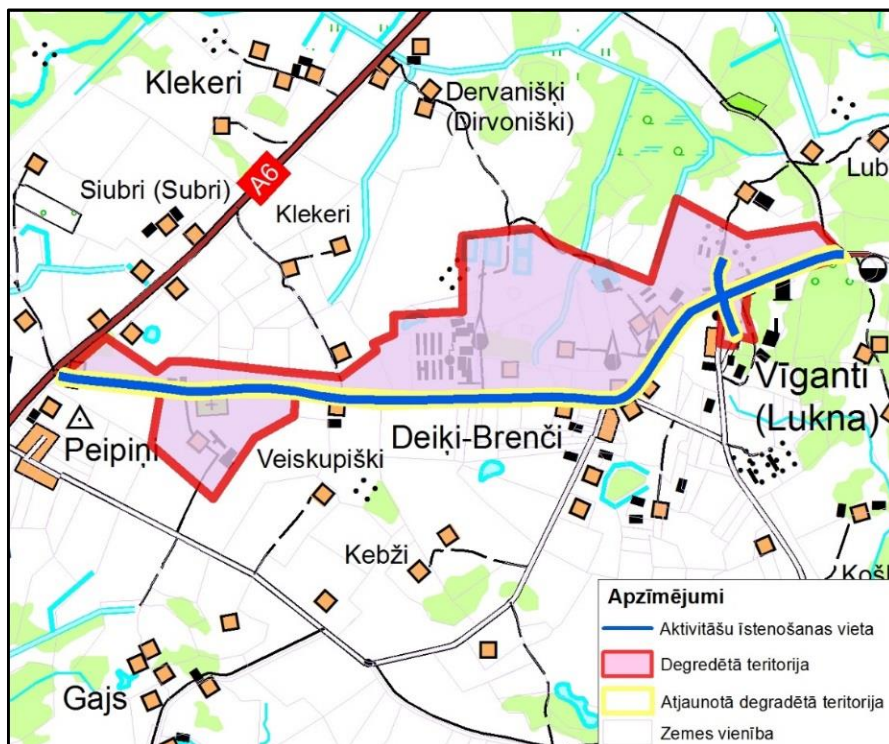 Klekeri
Dervaniški
(Dirvoniški)
A6
Siubri (Subri)
Klekeri
Lub
Vīganti
(Lukna)
Deiki-Brenči
Peipiņi
Veiskupiški
Kebži
Gajs
Apzīmējumi
Aktivitāšu īstenošanas vieta
Degredētā teritorija
Atjaunotā degradētā teritorija
Zemes vienība